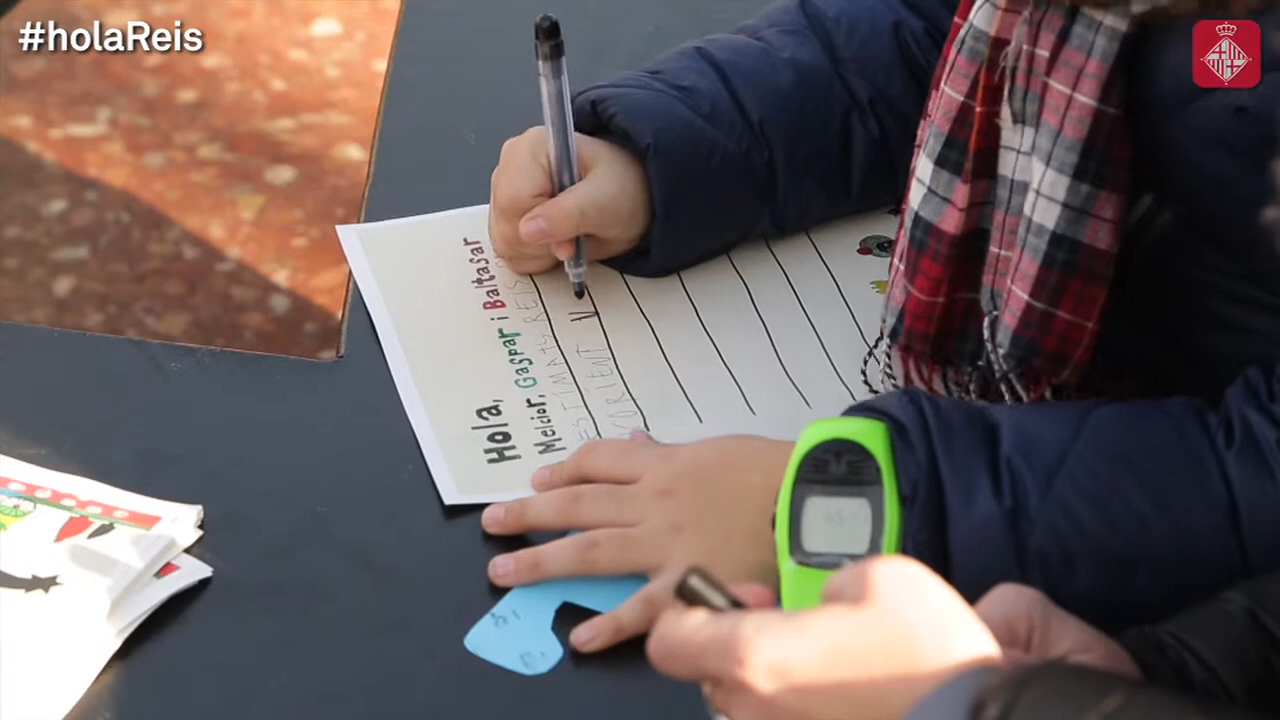 #holaReis
Hola,
Melcior, Gaspar i Baltasar
ESTIMATS REIS
ORIENT V